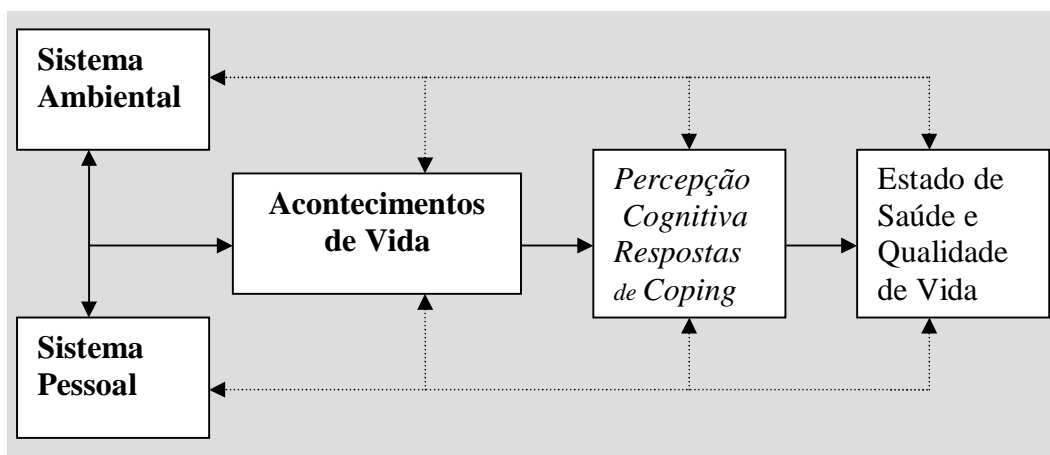 Sistema
Ambiental
Acontecimentos
de Vida
Percepção
Cognitiva
Respostas
de Coping
Estado de
Saúde e
Qualidade
de Vida
Sistema
Pessoal